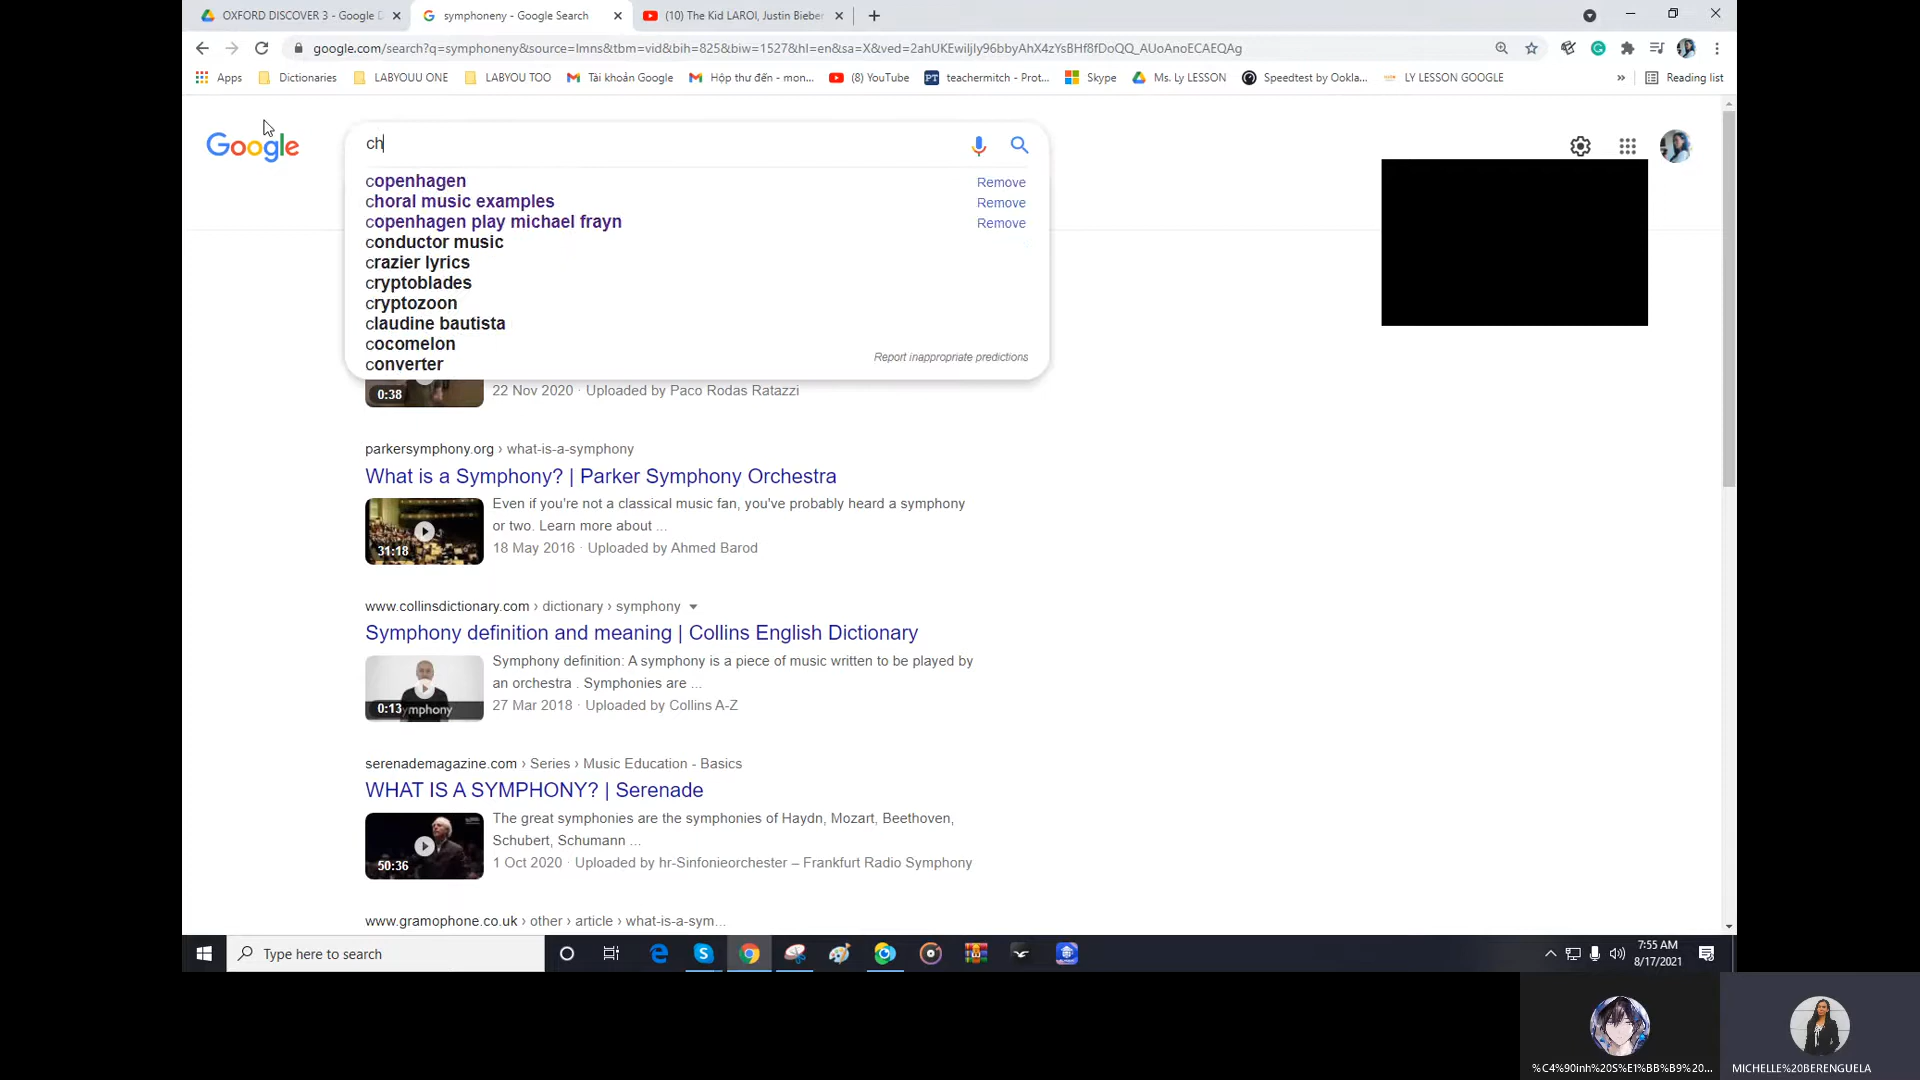 OXFORD DISCOVER 3 - Google D
symphoneny - Google Search
(10) The Kid LAROI, Justin Bieber
google.com/search?q=symphoneny&source=lmns&tbm=vid&bih=825&biw=1527&hl=en&sa=X&ved=2ahUKEwiljIy96bbyAhX4zYsBHf8fDoQQ_AUoAnoECAEQAg
Apps
Dictionaries
LABYOUU ONE
LABYOU TOO
Tài khoản Google
Hộp thư đến - mon...
(8) YouTube
teachermitch - Prot...
Skype
Ms. Ly LESSON
Speedtest by Ookla...
LY LESSON GOOGLE
»
Reading list
Google
ch
copenhagen Remove
choral music examples Remove
copenhagen play michael frayn Remove
conductor music
crazier lyrics
cryptoblades
cryptozoon
claudine bautista
cocomelon
converter
Report inappropriate predictions
0:38
22 Nov 2020 · Uploaded by Paco Rodas Ratazzi
parkersymphony.org › what-is-a-symphony
What is a Symphony? | Parker Symphony Orchestra
Even if you're not a classical music fan, you've probably heard a symphony
or two. Learn more about ...
31:18
18 May 2016 · Uploaded by Ahmed Barod
www.collinsdictionary.com › dictionary › symphony
Symphony definition and meaning | Collins English Dictionary
Symphony definition: A symphony is a piece of music written to be played by
an orchestra . Symphonies are ...
0:13
mphony
27 Mar 2018 · Uploaded by Collins A-Z
serenademagazine.com › Series › Music Education - Basics
WHAT IS A SYMPHONY? | Serenade
The great symphonies are the symphonies of Haydn, Mozart, Beethoven,
Schubert, Schumann ...
50:36
1 Oct 2020 · Uploaded by hr-Sinfonieorchester – Frankfurt Radio Symphony
www.gramophone.co.uk › other › article › what-is-a-sym...
Type here to search
7:55 AM
8/17/2021
%C4%90inh%20S%E1%BB%B9%20...
MICHELLE%20BERENGUELA